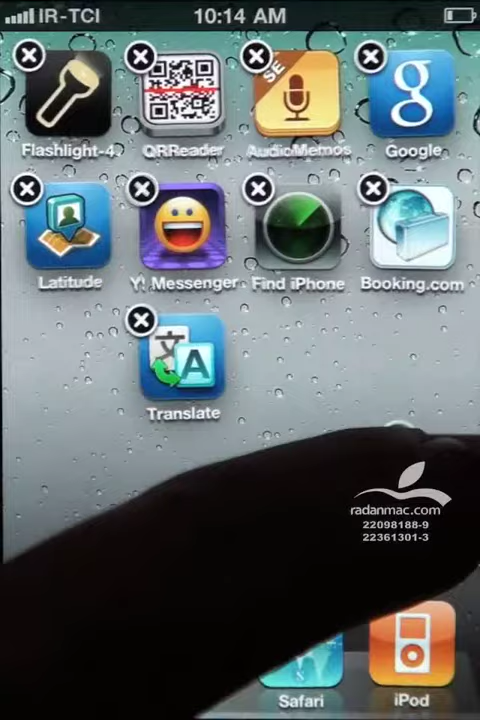 IR-TCI 10:14 AM
Flashlight-4. QRReader AudioMemos Google
SE
g
Latitude Y! Messenger Find iPhone Booking.com
文 A
Translate
radanmac.com
22098188-9
22361301-3
Safari iPod